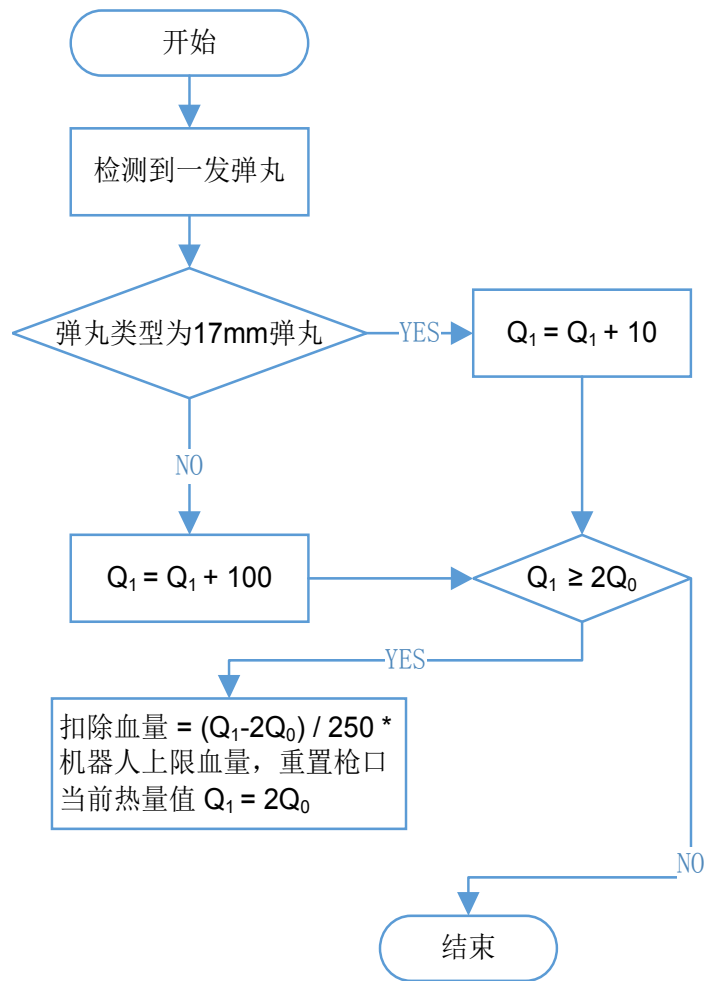 开始
检测到一发弹丸
弹丸类型为17mm弹丸
YES
Q₁ = Q₁ + 10
NO
Q₁ = Q₁ + 100
Q₁ ≥ 2Q₀
YES
扣除血量 = (Q₁-2Q₀) / 250 *
机器人上限血量，重置枪口
当前热量值 Q₁ = 2Q₀
NO
结束